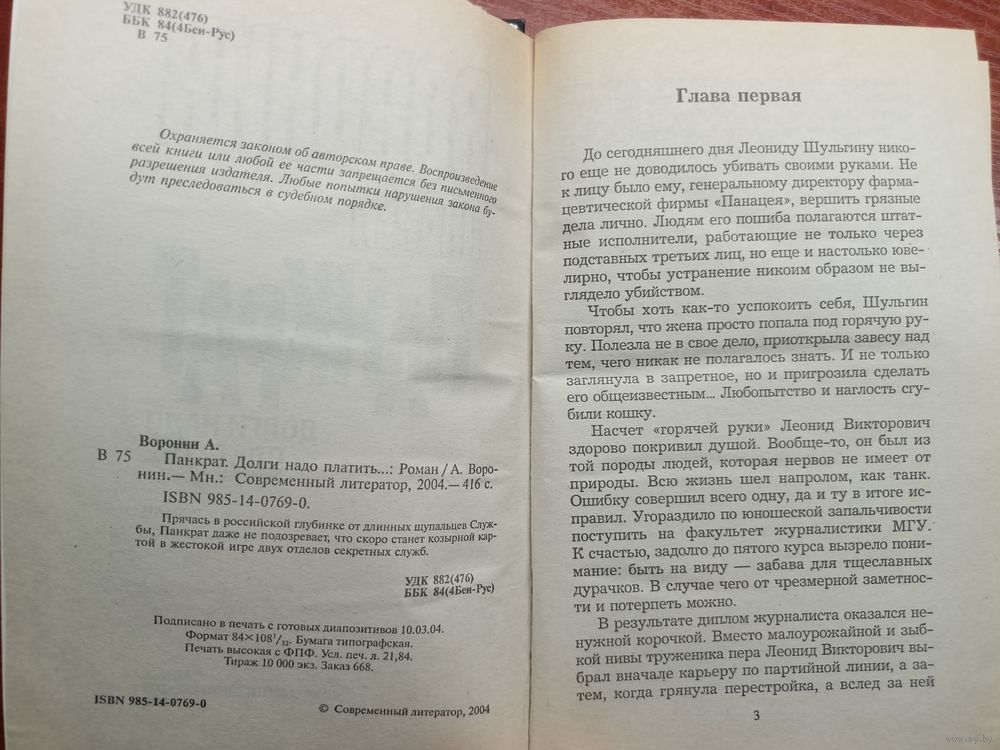 УДК 882(476)
ББК 84(4Беи-Рус)
В 75
Охраняется законом об авторском праве. Воспроизведение
всей книги или любой ее части запрещается без письменного
разрешения издателя. Любые попытки нарушения закона бу-
дут преследоваться в судебном порядке.
Воронин А.
В 75 Панкрат. Долги надо платить...: Роман / А. Воро-
нин.— Мн.: Современный литератор, 2004.— 416 с.
ISBN 985-14-0769-0.
Прячась в российской глубинке от длинных щупальцев Служ-
бы, Панкрат даже не подозревает, что скоро станет козырной кар-
той в жестокой игре двух отделов секретных служб.
УДК 882(476)
ББК 84(4Беи-Рус)
Подписано в печать с готовых диапозитивов 10.03.04.
Формат 84×108 1/32. Бумага типографская.
Печать высокая с ФПФ. Усл. печ. л. 21,84.
Тираж 10 000 экз. Заказ 668.
ISBN 985-14-0769-0
© Современный литератор, 2004
Глава первая
До сегодняшнего дня Леониду Шульгину нико-
го еще не доводилось убивать своими руками. Не
к лицу было ему, генеральному директору фарма-
цевтической фирмы «Панацея», вершить грязные
дела лично. Людям его пошиба полагаются штат-
ные исполнители, работающие не только через
подставных третьих лиц, но еще и настолько юве-
лирно, чтобы устранение никоим образом не вы-
глядело убийством.
Чтобы хоть как-то успокоить себя, Шульгин
повторял, что жена просто попала под горячую ру-
ку. Полезла не в свое дело, приоткрыла завесу над
тем, чего никак не полагалось знать. И не только
заглянула в запретное, но и пригрозила сделать
его общеизвестным... Любопытство и наглость сгу-
били кошку.
Насчет «горячей руки» Леонид Викторович
здорово покривил душой. Вообще-то, он был из
той породы людей, которая нервов не имеет от
природы. Всю жизнь шел напролом, как танк.
Ошибку совершил всего одну, да и ту в итоге ис-
правил. Угораздило по юношеской запальчивости
поступить на факультет журналистики МГУ.
К счастью, задолго до пятого курса вызрело пони-
мание: быть на виду — забава для тщеславных
дурачков. В случае чего от чрезмерной заметнос-
ти и потерпеть можно.
В результате диплом журналиста оказался не-
нужной корочкой. Вместо малоурожайной и зыб-
кой нивы труженика пера Леонид Викторович вы-
брал вначале карьеру по партийной линии, а за-
тем, когда грянула перестройка, а вслед за ней
3
www.ay.by